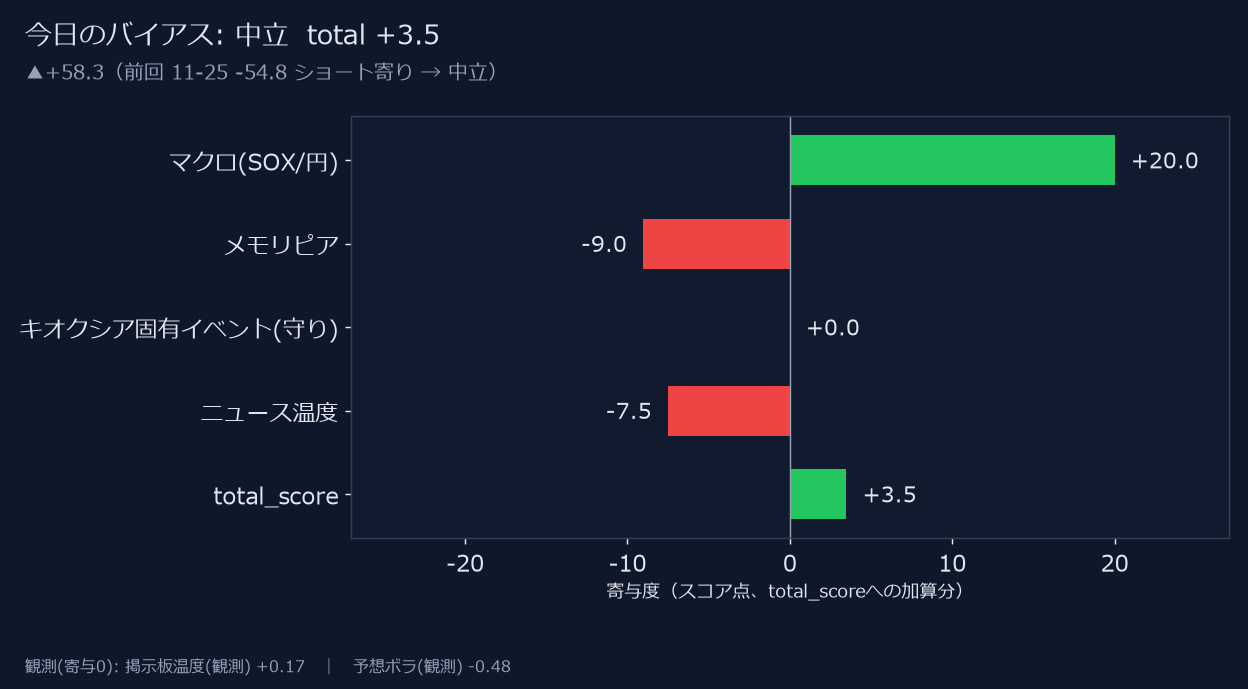 今日のバイアス: 中立 total +3.5
▲+58.3（前回 11-25 -54.8 ショート寄り → 中立）
マクロ(SOX/円) +20.0
メモリピア -9.0
キオクシア固有イベント(守り) +0.0
ニュース温度 -7.5
total_score +3.5
-20 -10 0 10 20
寄与度（スコア点、total_scoreへの加算分）
観測(寄与0): 掲示板温度(観測) +0.17 ｜ 予想ボラ(観測) -0.48